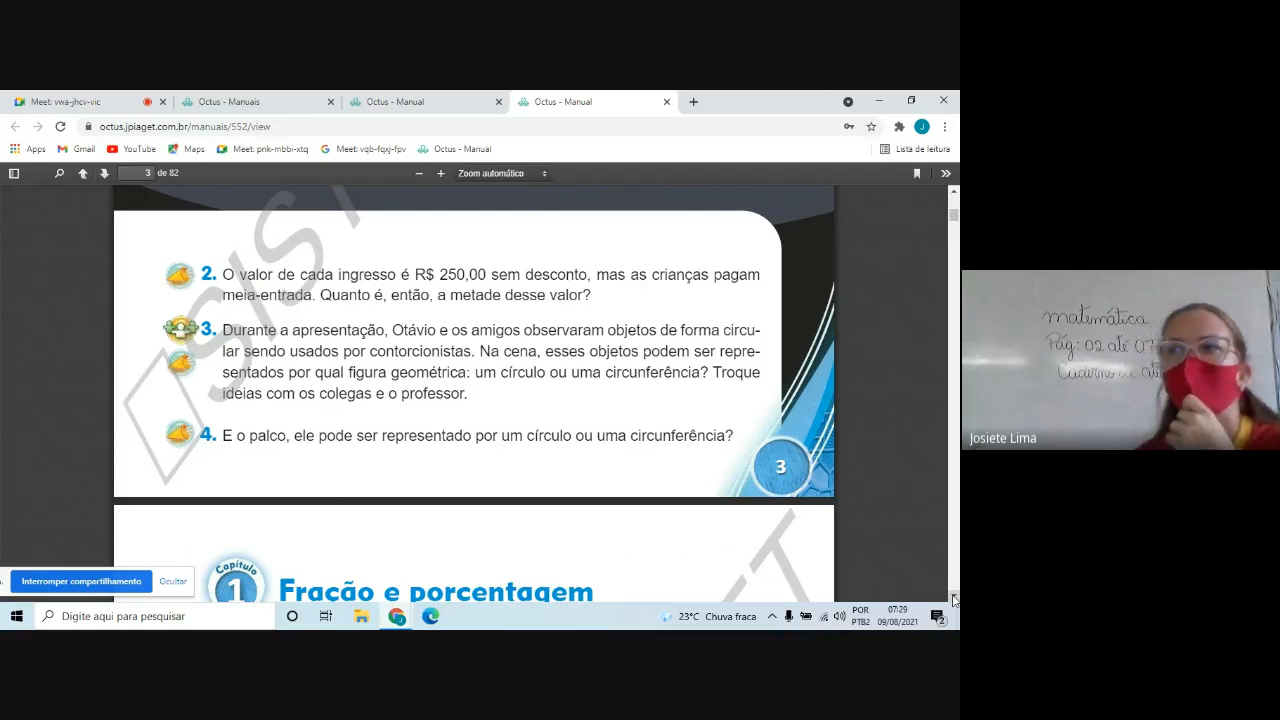 Meet: vwa-jhcv-vic
Octus - Manuais
Octus - Manual
Octus - Manual
octus.jpiaget.com.br/manuais/552/view
Apps
Gmail
YouTube
Maps
Meet: pnk-mbbi-xtq
Meet: vqb-fqxj-fpv
Octus - Manual
Lista de leitura
3 de 82
Zoom automático
2. O valor de cada ingresso é R$ 250,00 sem desconto, mas as crianças pagam
meia-entrada. Quanto é, então, a metade desse valor?
3. Durante a apresentação, Otávio e os amigos observaram objetos de forma circu-
lar sendo usados por contorcionistas. Na cena, esses objetos podem ser repre-
sentados por qual figura geométrica: um círculo ou uma circunferência? Troque
ideias com os colegas e o professor.
4. E o palco, ele pode ser representado por um círculo ou uma circunferência?
3
Capítulo
1
Fração e porcentagem
Interromper compartilhamento
Ocultar
Digite aqui para pesquisar
23°C Chuva fraca
POR
PTB2
07:29
09/08/2021
2
matemática
Pág: 02 até 07
Caderno de
Josiete Lima